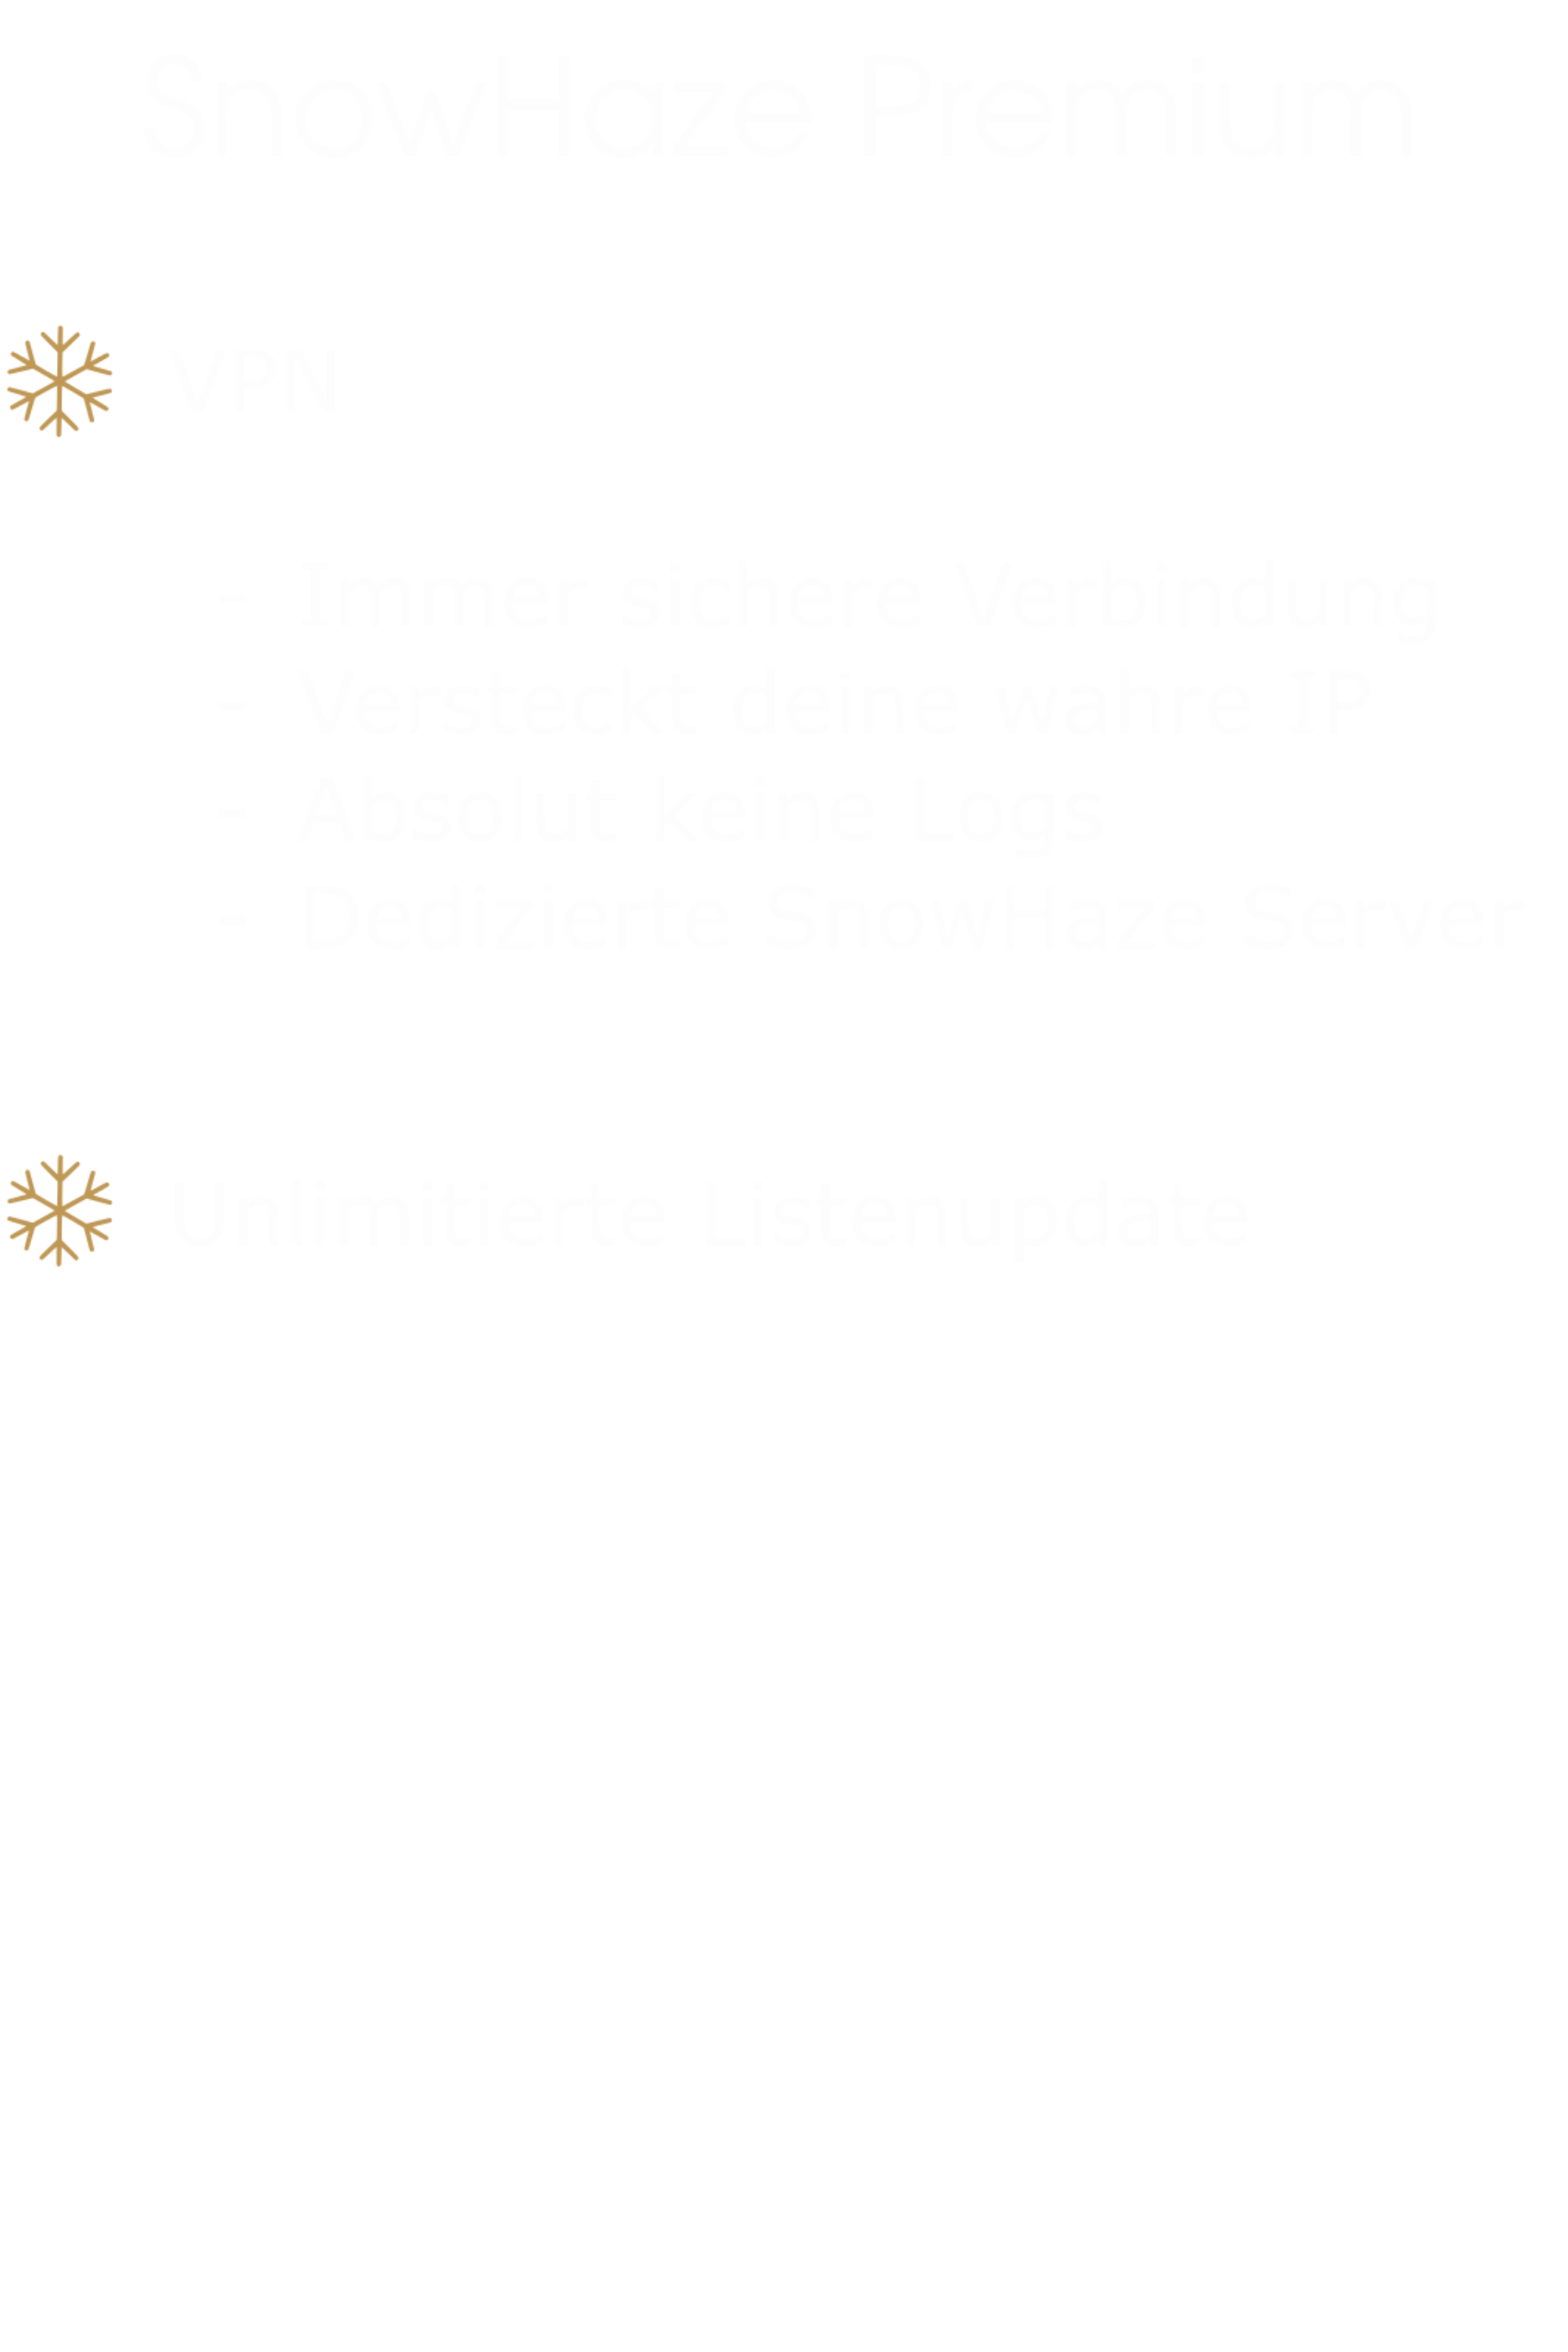 SnowHaze Premium
VPN
- Immer sichere Verbindung
- Versteckt deine wahre IP
- Absolut keine Logs
- Dedizierte SnowHaze Server
Unlimitierte Listenupdate